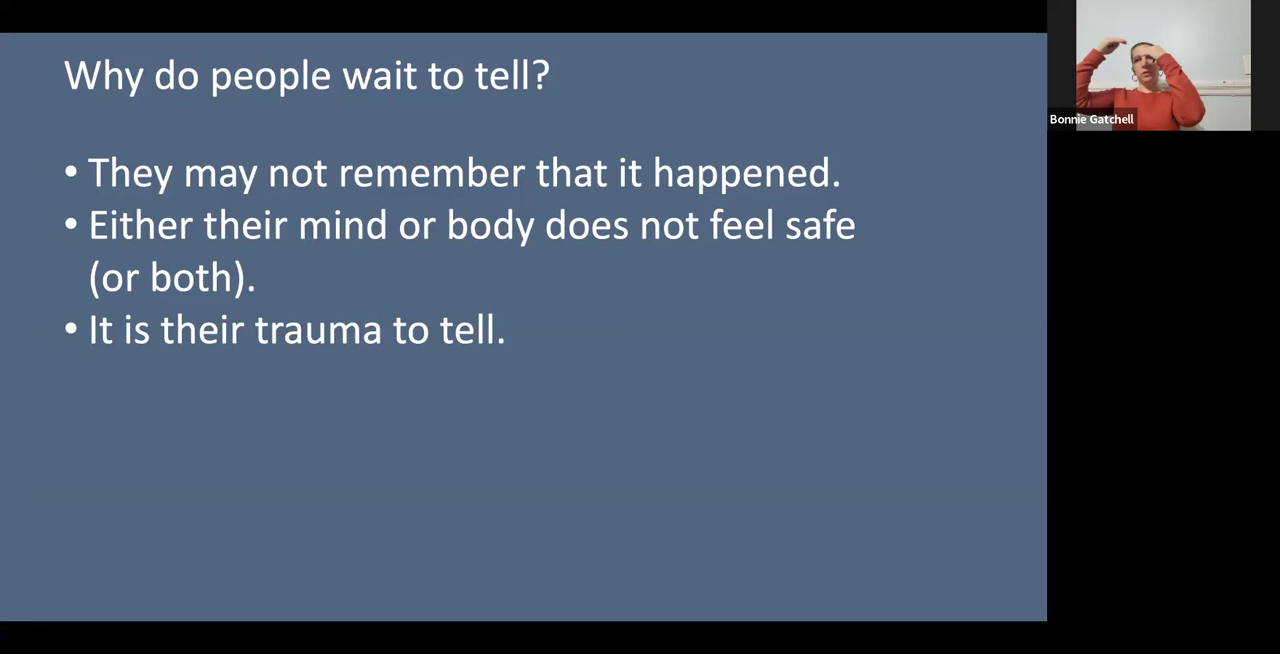 Why do people wait to tell?
• They may not remember that it happened.
• Either their mind or body does not feel safe
(or both).
• It is their trauma to tell.
Bonnie Gatchell